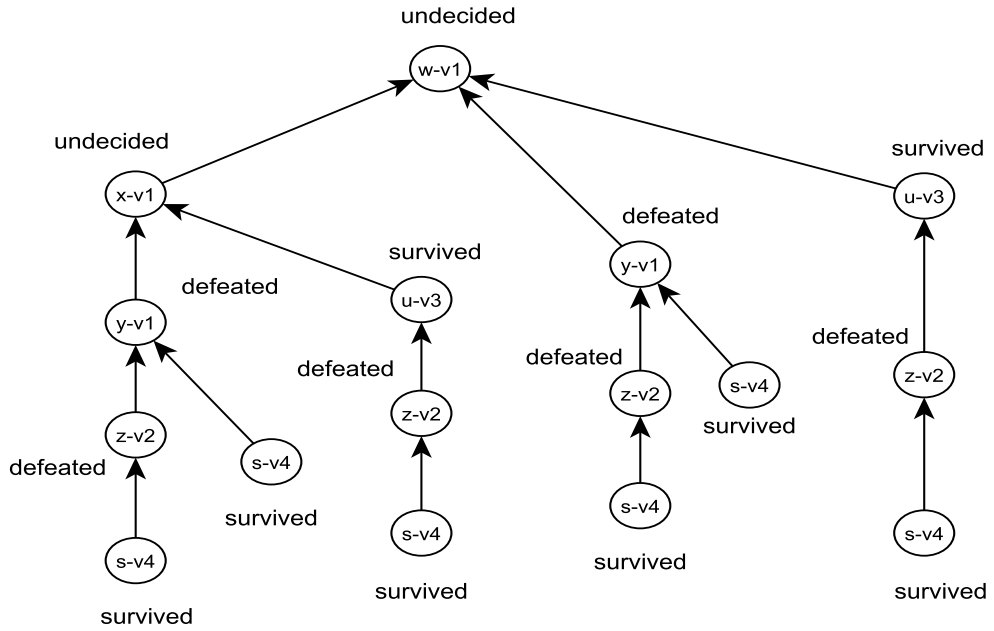 undecided
w-v1
undecided
survived
x-v1
u-v3
defeated
survived
y-v1
defeated
u-v3
y-v1
defeated
defeated
defeated
z-v2
s-v4
z-v2
z-v2
survived
z-v2
s-v4
defeated
s-v4
survived
s-v4
s-v4
s-v4
survived
survived
survived
survived